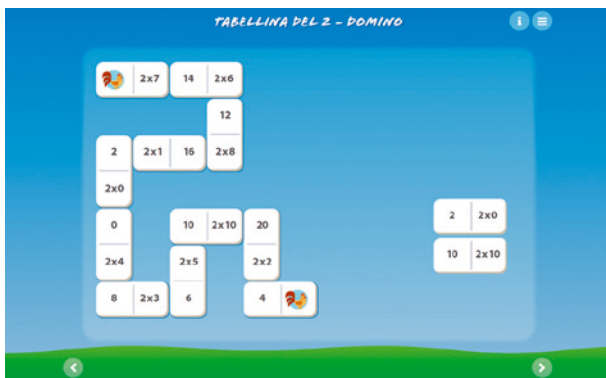 TABELLINA DEL 2 – DOMINO
i
2x7 14 2x6
12
2 2x1 16 2x8
2x0
2 2x0
0 10 2x10 20
10 2x10
2x4 2x5 2x2
8 2x3 6 4